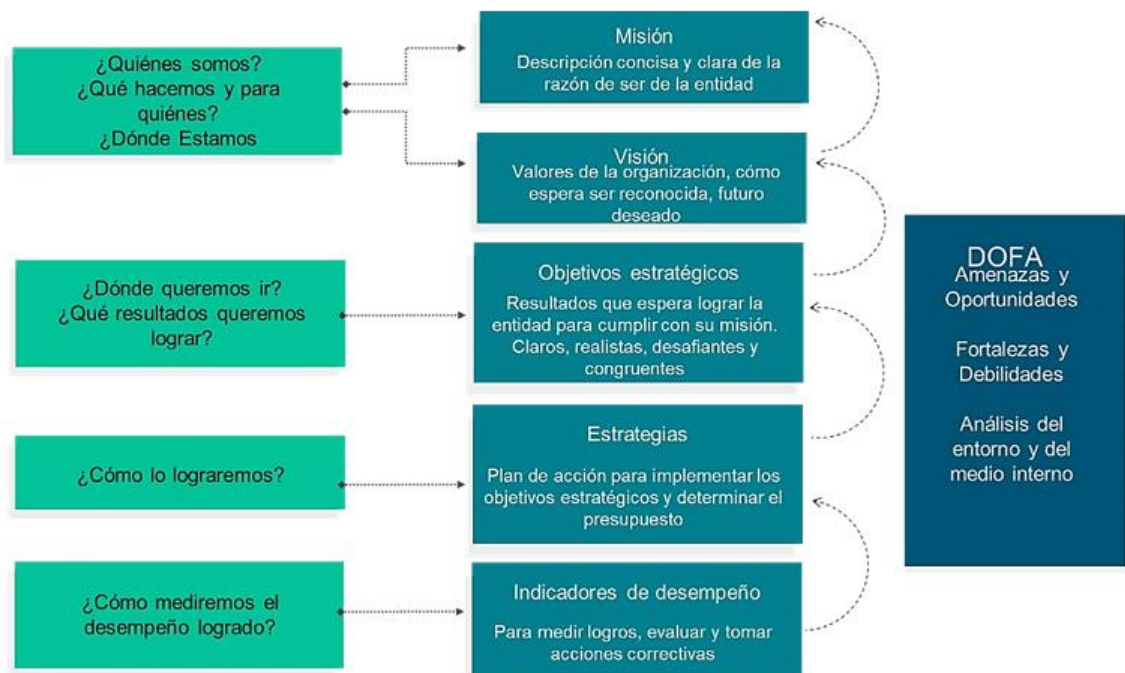 ¿Quiénes somos?
¿Qué hacemos y para
quiénes?
¿Dónde Estamos
Misión
Descripción concisa y clara de la
razón de ser de la entidad
Visión
Valores de la organización, cómo
espera ser reconocida, futuro
deseado
¿Dónde queremos ir?
¿Qué resultados queremos
lograr?
Objetivos estratégicos
Resultados que espera lograr la
entidad para cumplir con su misión.
Claros, realistas, desafiantes y
congruentes
¿Cómo lo lograremos?
Estrategias
Plan de acción para implementar los
objetivos estratégicos y determinar el
presupuesto
¿Cómo mediremos el
desempeño logrado?
Indicadores de desempeño
Para medir logros, evaluar y tomar
acciones correctivas
DOFA
Amenazas y
Oportunidades
Fortalezas y
Debilidades
Análisis del
entorno y del
medio interno